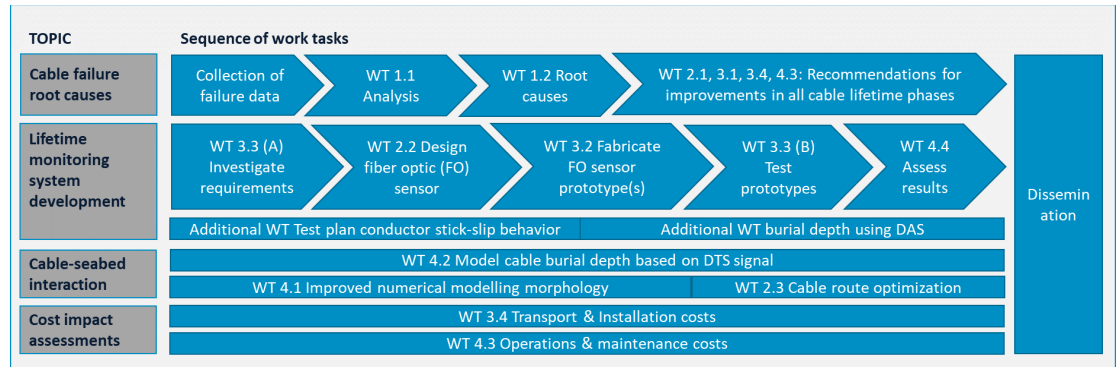 TOPIC
Sequence of work tasks
Cable failure
root causes
Collection of
failure data
WT 1.1
Analysis
WT 1.2 Root
causes
WT 2.1, 3.1, 3.4, 4.3: Recommendations for
improvements in all cable lifetime phases
Lifetime
monitoring
system
development
WT 3.3 (A)
Investigate
requirements
WT 2.2 Design
fiber optic (FO)
sensor
WT 3.2 Fabricate
FO sensor
prototype(s)
WT 3.3 (B)
Test
prototypes
WT 4.4
Assess
results
Additional WT Test plan conductor stick-slip behavior
Additional WT burial depth using DAS
Cable-seabed
interaction
WT 4.2 Model cable burial depth based on DTS signal
WT 4.1 Improved numerical modelling morphology
WT 2.3 Cable route optimization
Cost impact
assessments
WT 3.4 Transport & Installation costs
WT 4.3 Operations & maintenance costs
Dissemin
ation